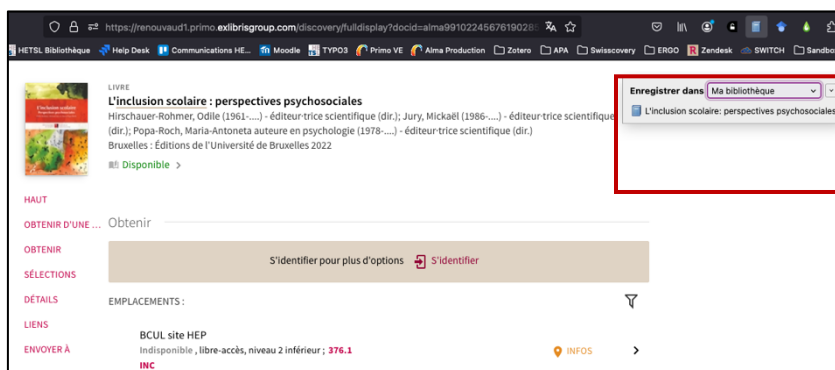 https://renouvaud1.primo.exlibrisgroup.com/discovery/fulldisplay?docid=alma99102245676190285
HETSL Bibliothèque Help Desk Communications HE... Moodle TYPO3 Primo VE Alma Production Zotero APA Swisscovery ERGO Zendesk SWITCH Sandbo
LIVRE
L'inclusion scolaire : perspectives psychosociales
Hirschauer-Rohmer, Odile (1961-....) - éditeur·trice scientifique (dir.); Jury, Mickaël (1986-....) - éditeur·trice scientifique
(dir.); Popa-Roch, Maria-Antoneta auteure en psychologie (1978-....) - éditeur·trice scientifique (dir.)
Bruxelles : Éditions de l'Université de Bruxelles 2022
Disponible >
Enregistrer dans Ma bibliothèque
L'inclusion scolaire: perspectives psychosociales
HAUT
OBTENIR D'UNE ...
OBTENIR
SÉLECTIONS
DÉTAILS
LIENS
ENVOYER À
Obtenir
S'identifier pour plus d'options S'identifier
EMPLACEMENTS :
BCUL site HEP
Indisponible , libre-accès, niveau 2 inférieur ; 376.1
INC
INFOS